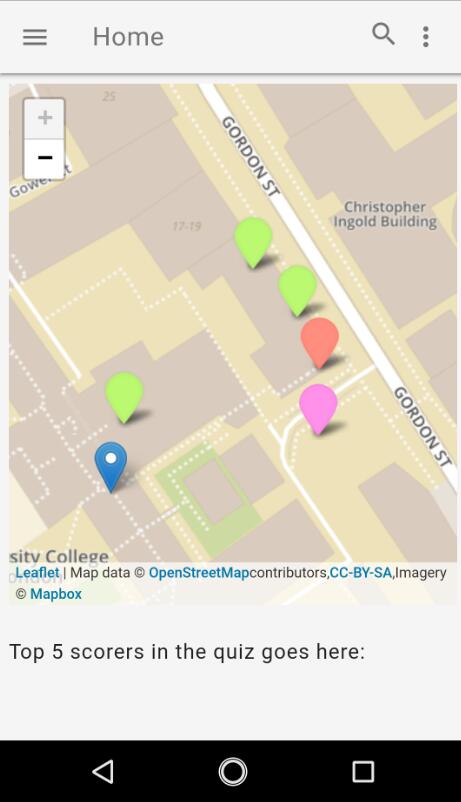 Home
25
+
-
Gower St
GORDON ST
Christopher
Ingold Building
17-19
GORDON ST
sity College
ondon
Leaflet | Map data © OpenStreetMapcontributors,CC-BY-SA,Imagery
© Mapbox
Top 5 scorers in the quiz goes here: